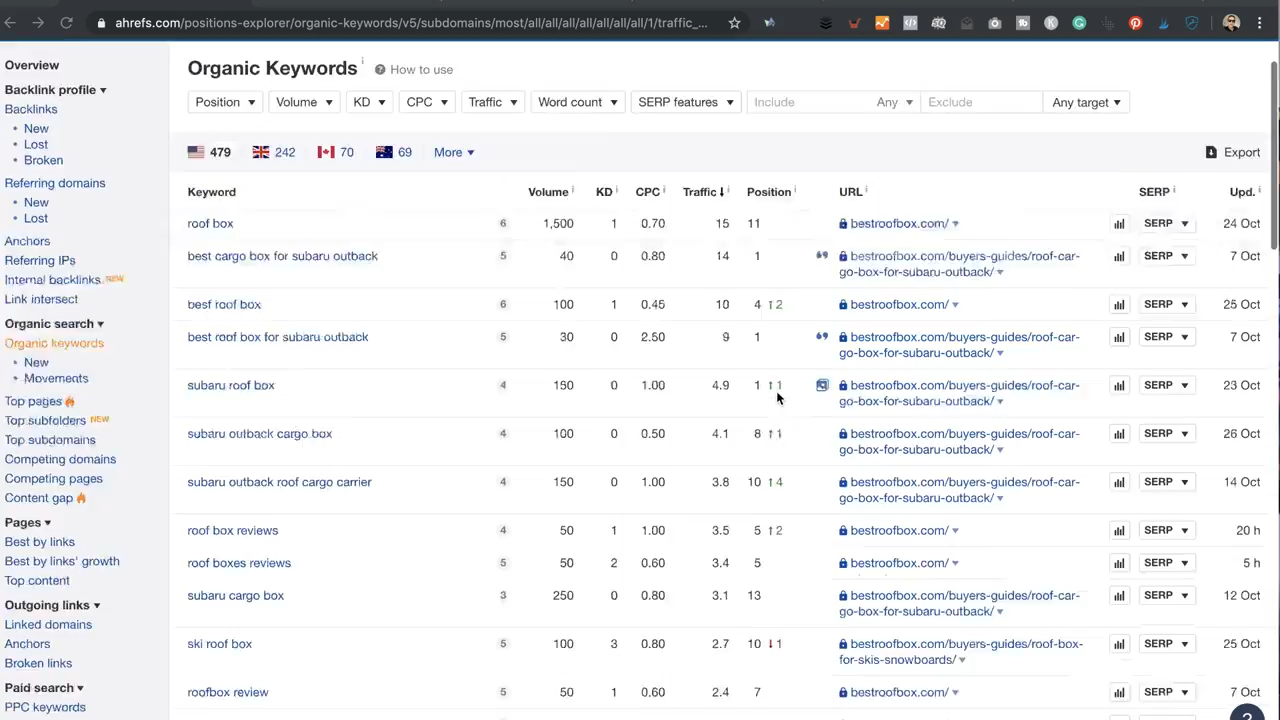 ahrefs.com/positions-explorer/organic-keywords/v5/subdomains/most/all/all/all/all/all/all/1/traffic_...
Overview
Backlink profile
Backlinks
New
Lost
Broken
Referring domains
New
Lost
Anchors
Referring IPs
Internal backlinks NEW
Link intersect
Organic search
Organic keywords
New
Movements
Top pages
Top subfolders NEW
Top subdomains
Competing domains
Competing pages
Content gap
Pages
Best by links
Best by links' growth
Top content
Outgoing links
Linked domains
Anchors
Broken links
Paid search
PPC keywords
Organic Keywords i ? How to use
Position Volume KD CPC Traffic Word count SERP features Include Any Exclude Any target
479 242 70 69 More Export
Keyword Volume i KD i CPC i Traffic i Position i URL i SERP i Upd. i
roof box 6 1,500 1 0.70 15 11 bestroofbox.com/ SERP 24 Oct
best cargo box for subaru outback 5 40 0 0.80 14 1 bestroofbox.com/buyers-guides/roof-car- SERP 7 Oct
go-box-for-subaru-outback/
best roof box 6 100 1 0.45 10 4 ↑2 bestroofbox.com/ SERP 25 Oct
best roof box for subaru outback 5 30 0 2.50 9 1 bestroofbox.com/buyers-guides/roof-car- SERP 7 Oct
go-box-for-subaru-outback/
subaru roof box 4 150 0 1.00 4.9 1 ↑1 bestroofbox.com/buyers-guides/roof-car- SERP 23 Oct
go-box-for-subaru-outback/
subaru outback cargo box 4 100 0 0.50 4.1 8 ↑1 bestroofbox.com/buyers-guides/roof-car- SERP 26 Oct
go-box-for-subaru-outback/
subaru outback roof cargo carrier 4 150 0 1.00 3.8 10 ↑4 bestroofbox.com/buyers-guides/roof-car- SERP 14 Oct
go-box-for-subaru-outback/
roof box reviews 4 50 1 1.00 3.5 5 ↑2 bestroofbox.com/ SERP 20 h
roof boxes reviews 5 50 2 0.60 3.4 5 bestroofbox.com/ SERP 5 h
subaru cargo box 3 250 0 0.80 3.1 13 bestroofbox.com/buyers-guides/roof-car- SERP 12 Oct
go-box-for-subaru-outback/
ski roof box 5 100 3 0.80 2.7 10 ↓1 bestroofbox.com/buyers-guides/roof-box- SERP 25 Oct
for-skis-snowboards/
roofbox review 5 50 1 0.60 2.4 7 bestroofbox.com/ SERP 7 Oct
?